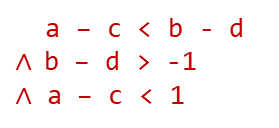 a – c < b - d
∧ b – d > -1
∧ a – c < 1